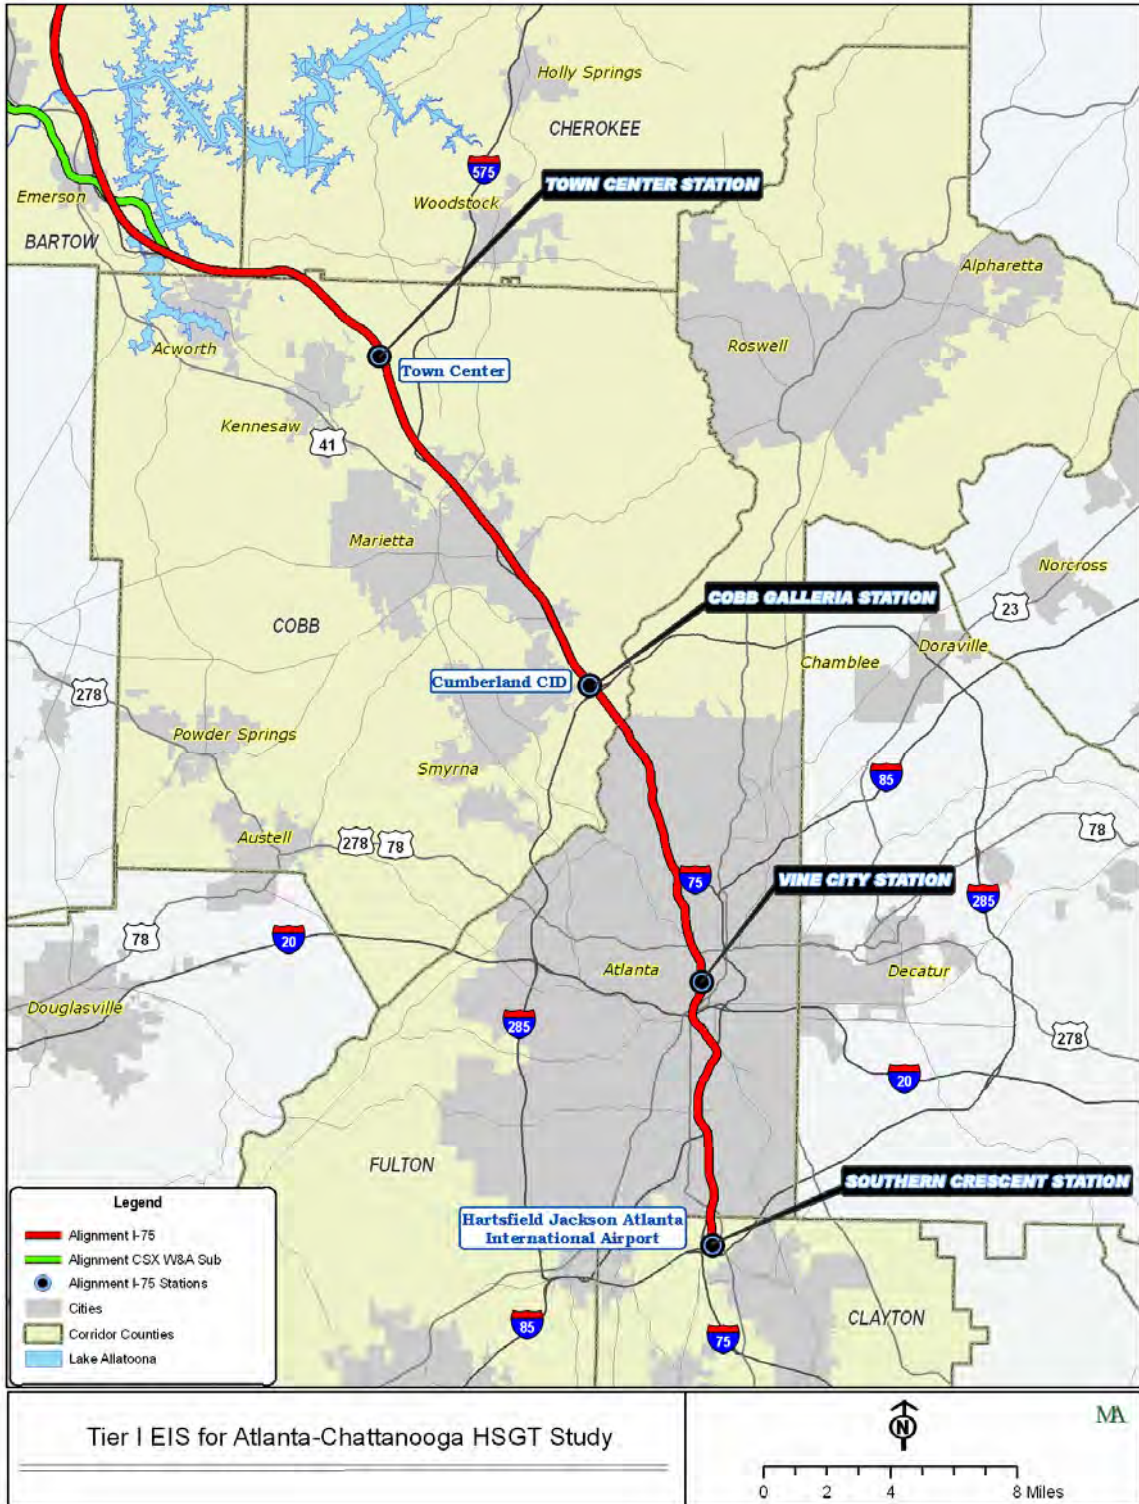 Holly Springs
CHEROKEE
575
TOWN CENTER STATION
Emerson
Woodstock
BARTOW
Alpharetta
Acworth
Roswell
Town Center
Kennesaw
41
Marietta
Norcross
COBB GALLERIA STATION
23
COBB
Doraville
Chamblee
Cumberland CID
278
Powder Springs
Smyrna
85
Austell
278
78
78
75
VINE CITY STATION
285
78
20
Atlanta
Decatur
Douglasville
285
278
20
FULTON
SOUTHERN CRESCENT STATION
Hartsfield Jackson Atlanta
International Airport
CLAYTON
85
75
Legend
Alignment I-75
Alignment CSX W&A Sub
Alignment I-75 Stations
Cities
Corridor Counties
Lake Allatoona
Tier I EIS for Atlanta-Chattanooga HSGT Study
N
MA
0 2 4 8 Miles